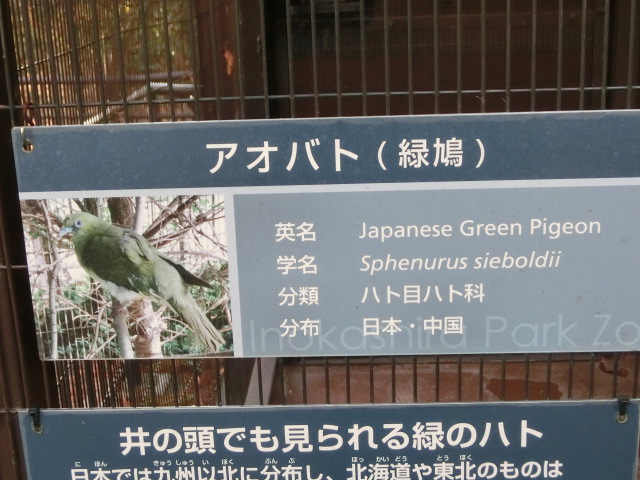 アオバト(緑鳩)
英名 Japanese Green Pigeon
学名 Sphenurus sieboldii
分類 ハト目ハト科
分布 日本・中国
Inokashira Park Zo
井の頭でも見られる緑のハト
日本では九州以北に分布し、北海道や東北のものは